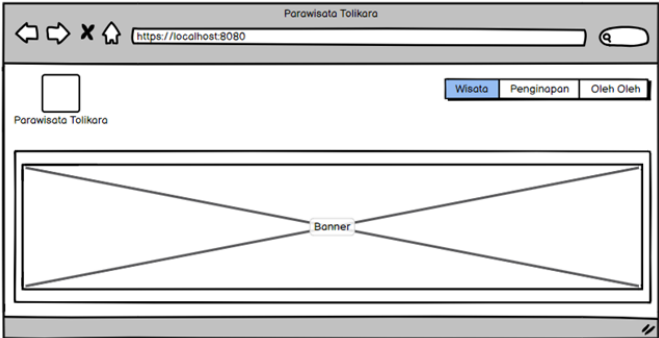 Parawisata Tolikara
https://localhost:8080
Wisata Penginapan Oleh Oleh
Parawisata Tolikara
Banner